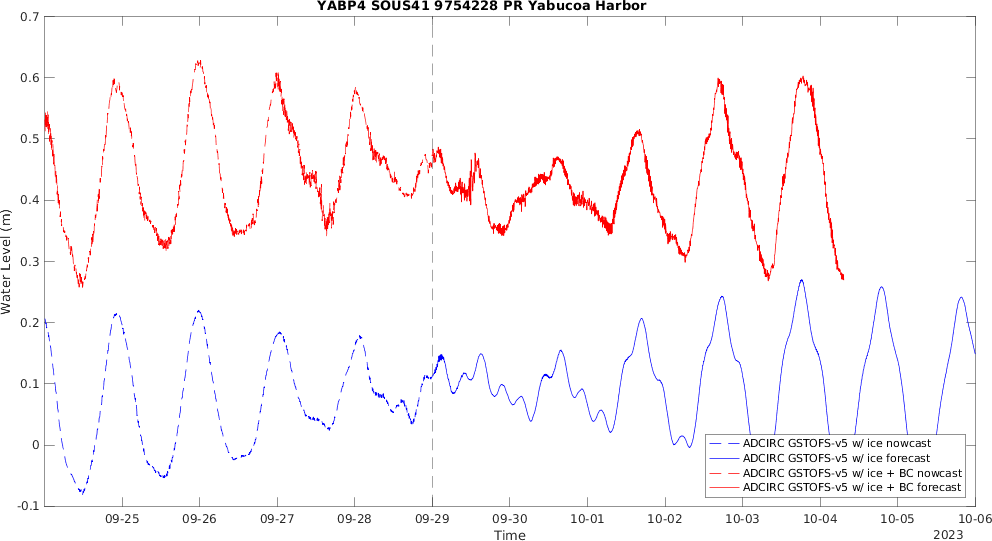 YABP4 SOUS41 9754228 PR Yabucoa Harbor
0.7
0.6
0.5
0.4
0.3
0.2
0.1
0
-0.1
Water Level (m)
ADCIRC GSTOFS-v5 w/ ice nowcast
ADCIRC GSTOFS-v5 w/ ice forecast
ADCIRC GSTOFS-v5 w/ ice + BC nowcast
ADCIRC GSTOFS-v5 w/ ice + BC forecast
09-25 09-26 09-27 09-28 09-29 09-30 10-01 10-02 10-03 10-04 10-05 10-06
Time
2023